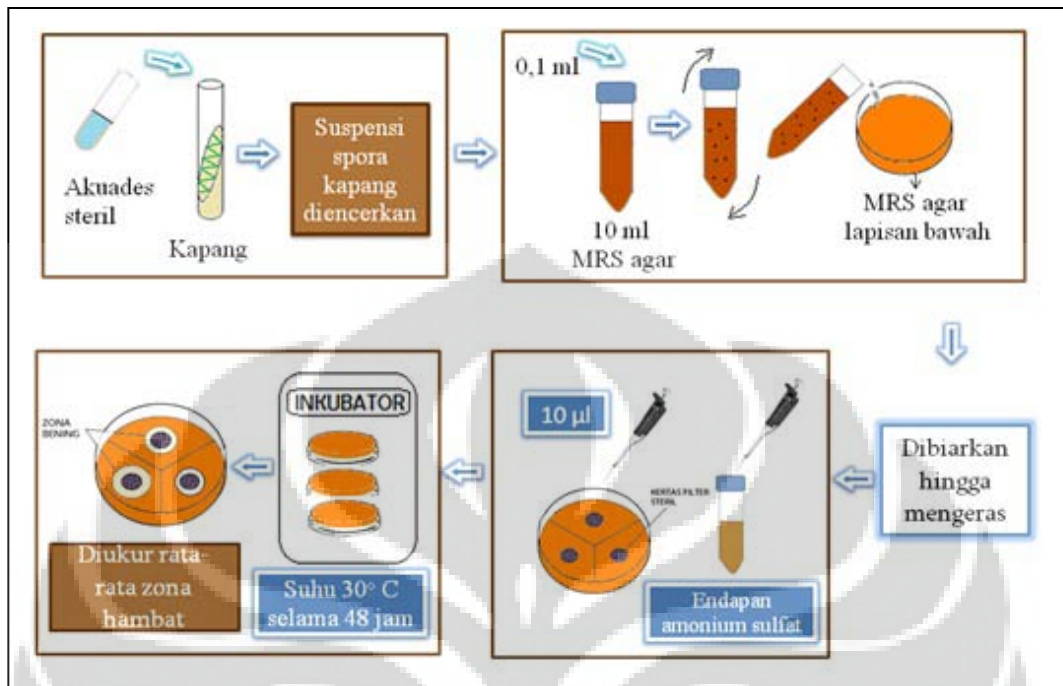 Akuades
steril
Kapang
Suspensi
spora
kapang
diencerkan
0,1 ml
10 ml
MRS agar
MRS agar
lapisan bawah
Dibiarkan
hingga
mengeras
10 µl
KERTAS FILTER
STERIL
Endapan
amonium sulfat
INKUBATOR
Suhu 30° C
selama 48 jam
ZONA
BENING
Diukur rata-
rata zona
hambat